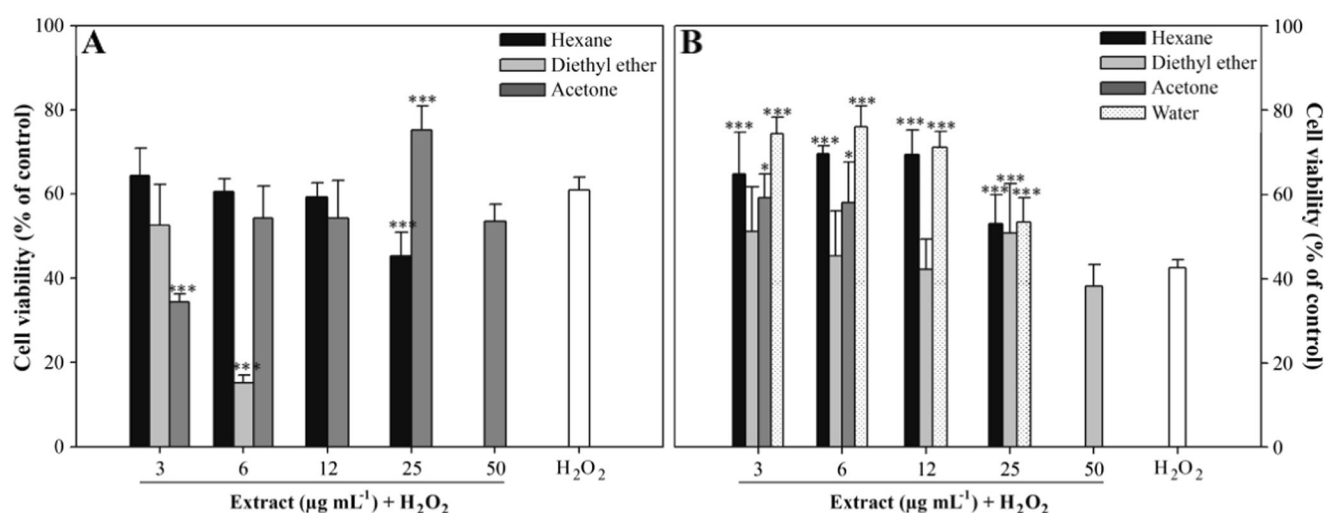 A
Hexane
Diethyl ether
Acetone
Cell viability (% of control)
100
80
60
40
20
0
***
***
***
***
3 6 12 25 50 H₂O₂
Extract (µg mL⁻¹) + H₂O₂
B
Hexane
Diethyl ether
Acetone
Water
*** * ***
*** * ***
*** ***
*** *** ***
3 6 12 25 50 H₂O₂
Extract (µg mL⁻¹) + H₂O₂
100
80
60
40
20
0
Cell viability (% of control)